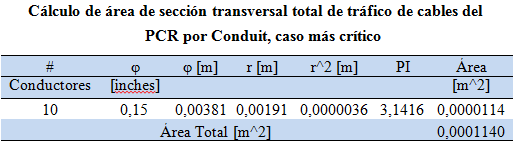 Cálculo de área de sección transversal total de tráfico de cables del
PCR por Conduit, caso más crítico
# φ φ [m] r [m] r^2 [m] PI Área
Conductores [inches] [m^2]
10 0,15 0,00381 0,00191 0,0000036 3,1416 0,0000114
Área Total [m^2] 0,0001140